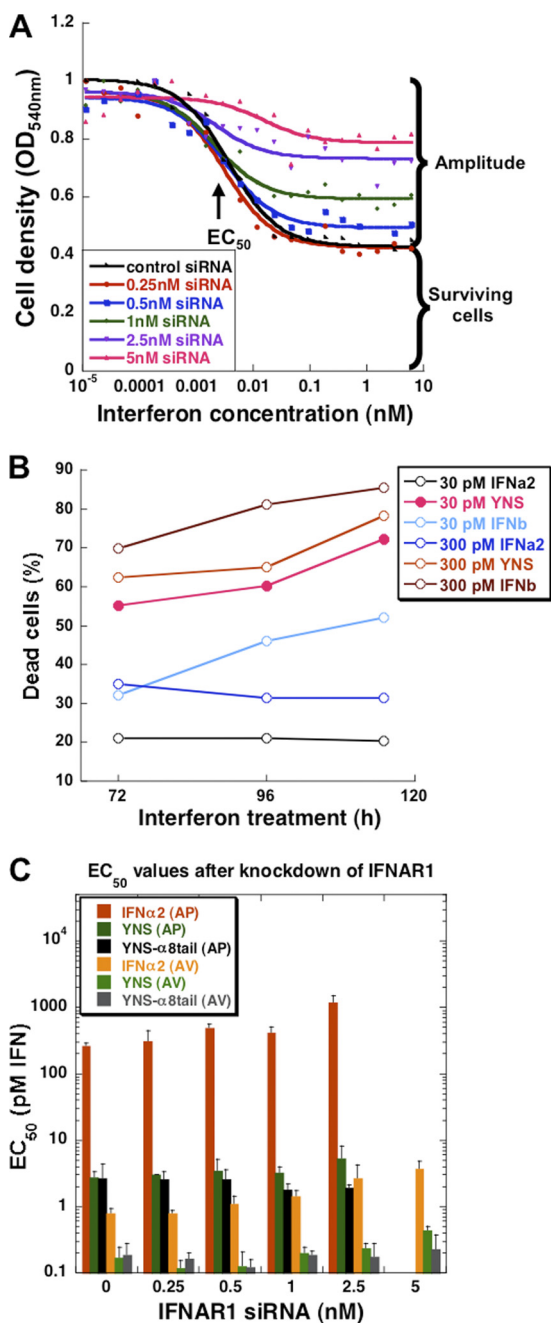 A
Cell density (OD540nm)
1
0.8
0.6
0.4
0.2
0
EC50
Amplitude
Surviving cells
control siRNA
0.25nM siRNA
0.5nM siRNA
1nM siRNA
2.5nM siRNA
5nM siRNA
10-5 0.0001 0.001 0.01 0.1 1 10
Interferon concentration (nM)
B
Dead cells (%)
90
80
70
60
50
40
30
20
10
72 96 120
Interferon treatment (h)
30 pM IFNa2
30 pM YNS
30 pM IFNb
300 pM IFNa2
300 pM YNS
300 pM IFNb
C
EC50 values after knockdown of IFNAR1
EC50 (pM IFN)
104
1000
100
10
1
0.1
IFNα2 (AP)
YNS (AP)
YNS-α8tail (AP)
IFNα2 (AV)
YNS (AV)
YNS-α8tail (AV)
0 0.25 0.5 1 2.5 5
IFNAR1 siRNA (nM)